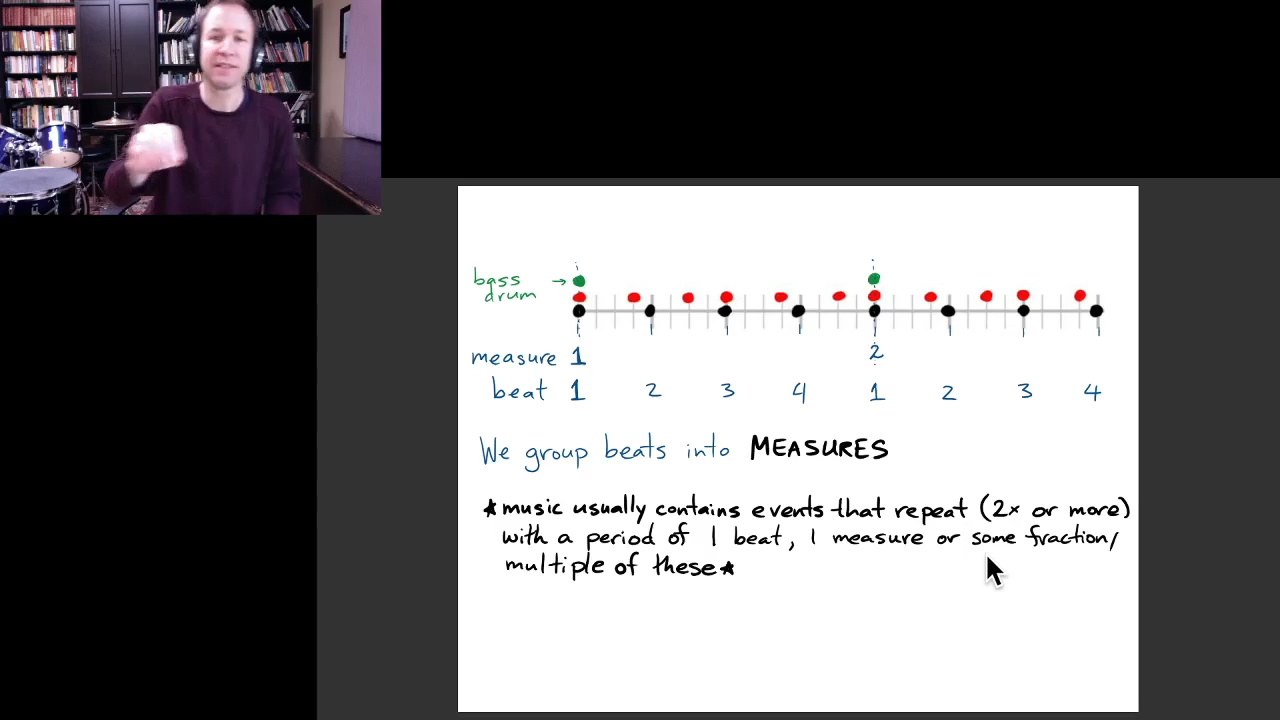 bass →
drum
measure 1 2
beat 1 2 3 4 1 2 3 4
We group beats into MEASURES
★music usually contains events that repeat (2x or more)
with a period of 1 beat, 1 measure or some fraction/
multiple of these★